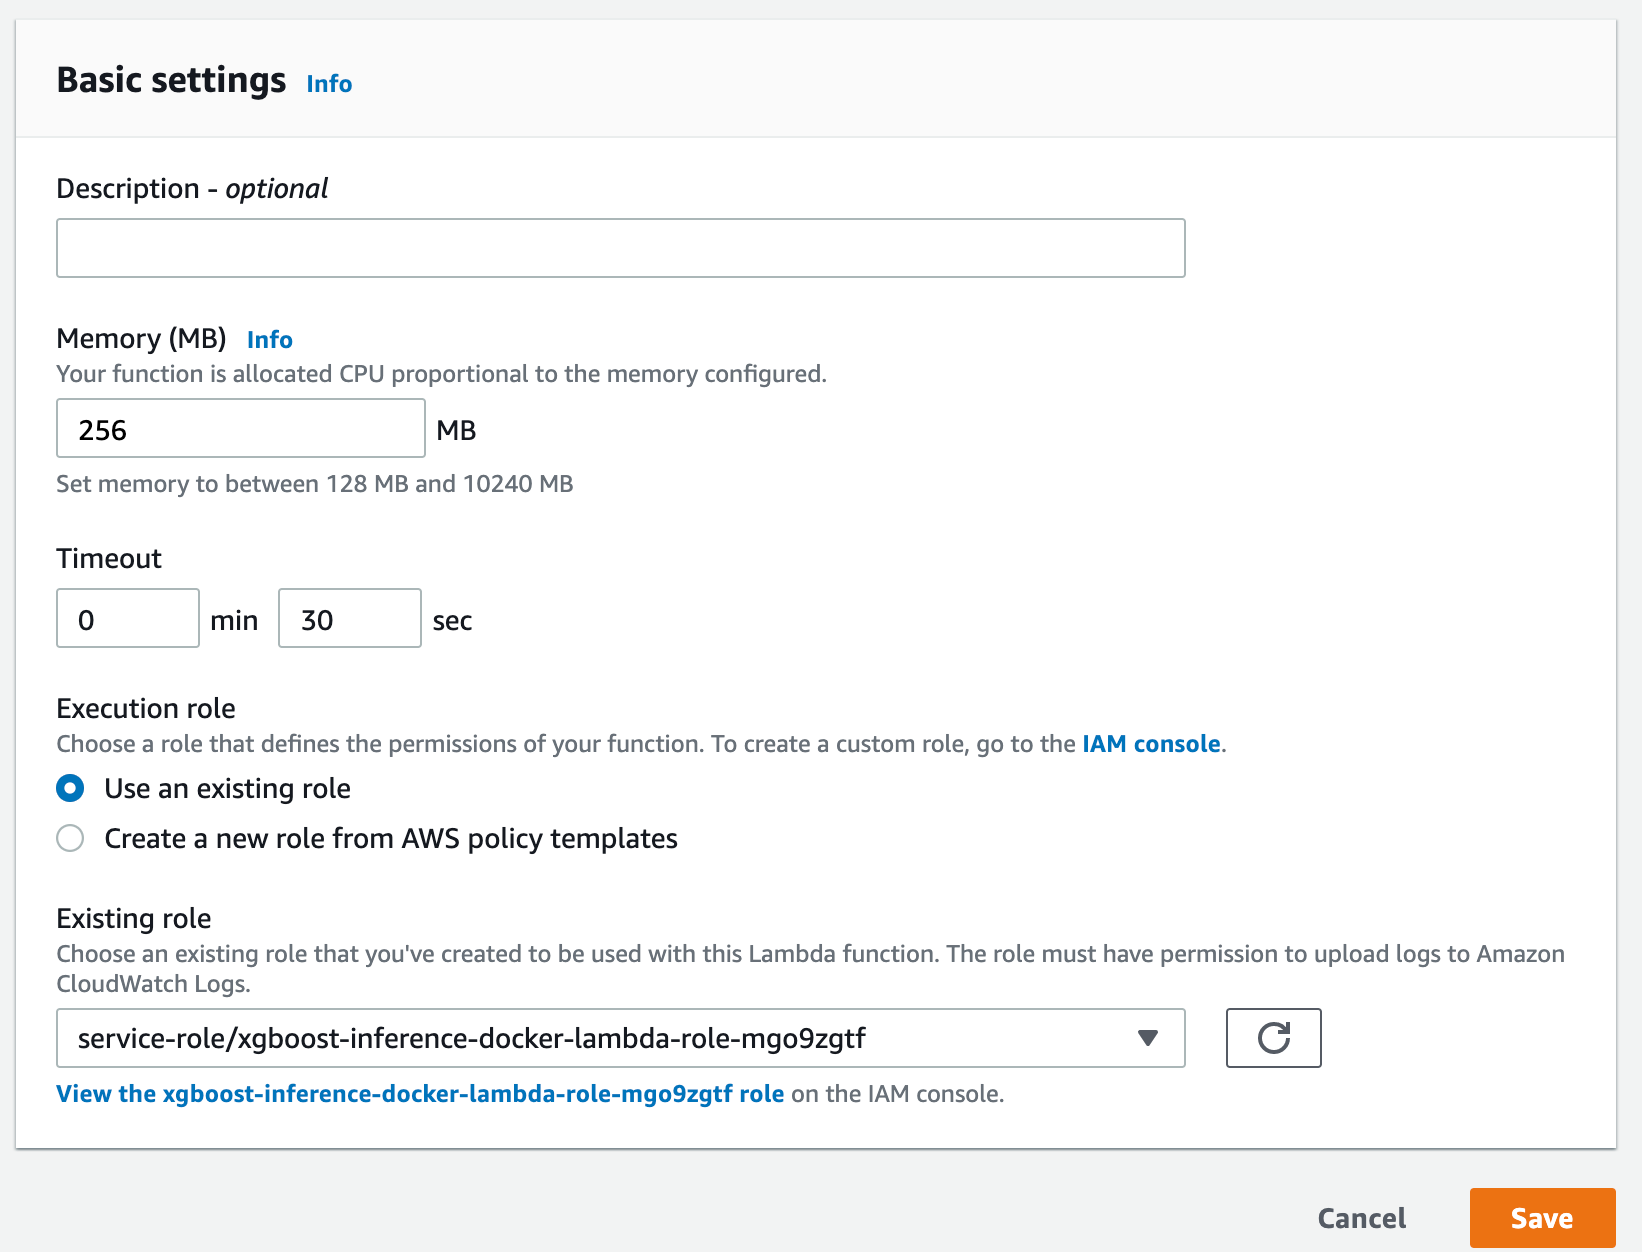 Basic settings Info
Description - optional
Memory (MB) Info
Your function is allocated CPU proportional to the memory configured.
256 MB
Set memory to between 128 MB and 10240 MB
Timeout
0 min 30 sec
Execution role
Choose a role that defines the permissions of your function. To create a custom role, go to the IAM console.
Use an existing role
Create a new role from AWS policy templates
Existing role
Choose an existing role that you've created to be used with this Lambda function. The role must have permission to upload logs to Amazon
CloudWatch Logs.
service-role/xgboost-inference-docker-lambda-role-mgo9zgtf
View the xgboost-inference-docker-lambda-role-mgo9zgtf role on the IAM console.
Cancel Save